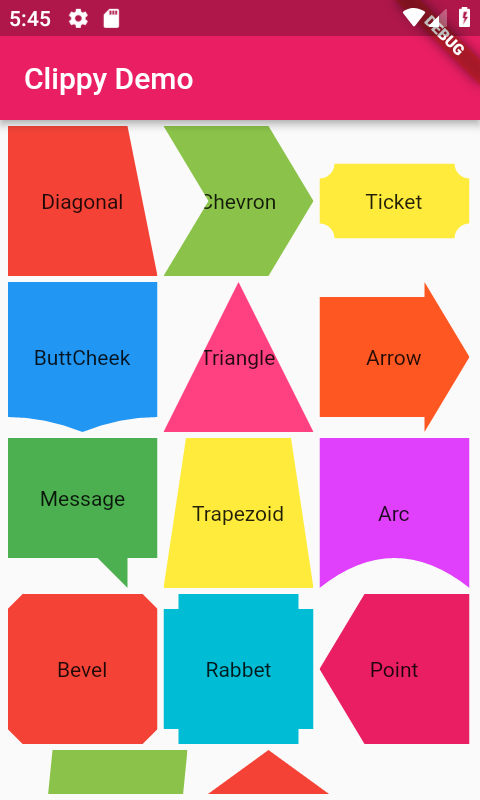 5:45
DEBUG
Clippy Demo
Diagonal
Chevron
Ticket
ButtCheek
Triangle
Arrow
Message
Trapezoid
Arc
Bevel
Rabbet
Point